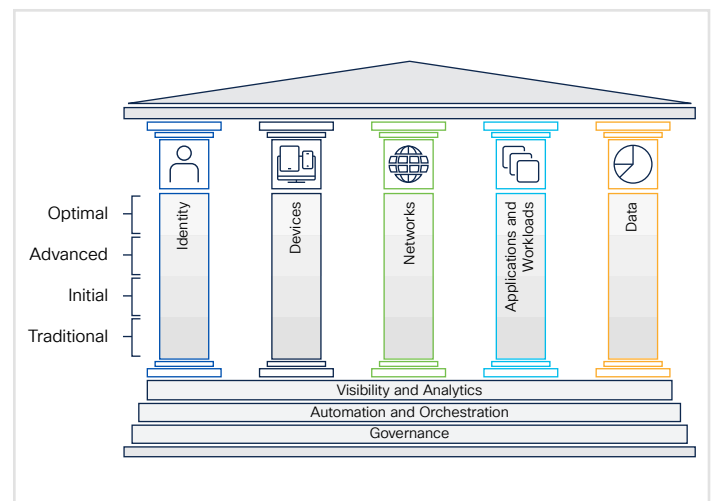 Optimal
Advanced
Initial
Traditional
Identity
Devices
Networks
Applications and
Workloads
Data
Visibility and Analytics
Automation and Orchestration
Governance